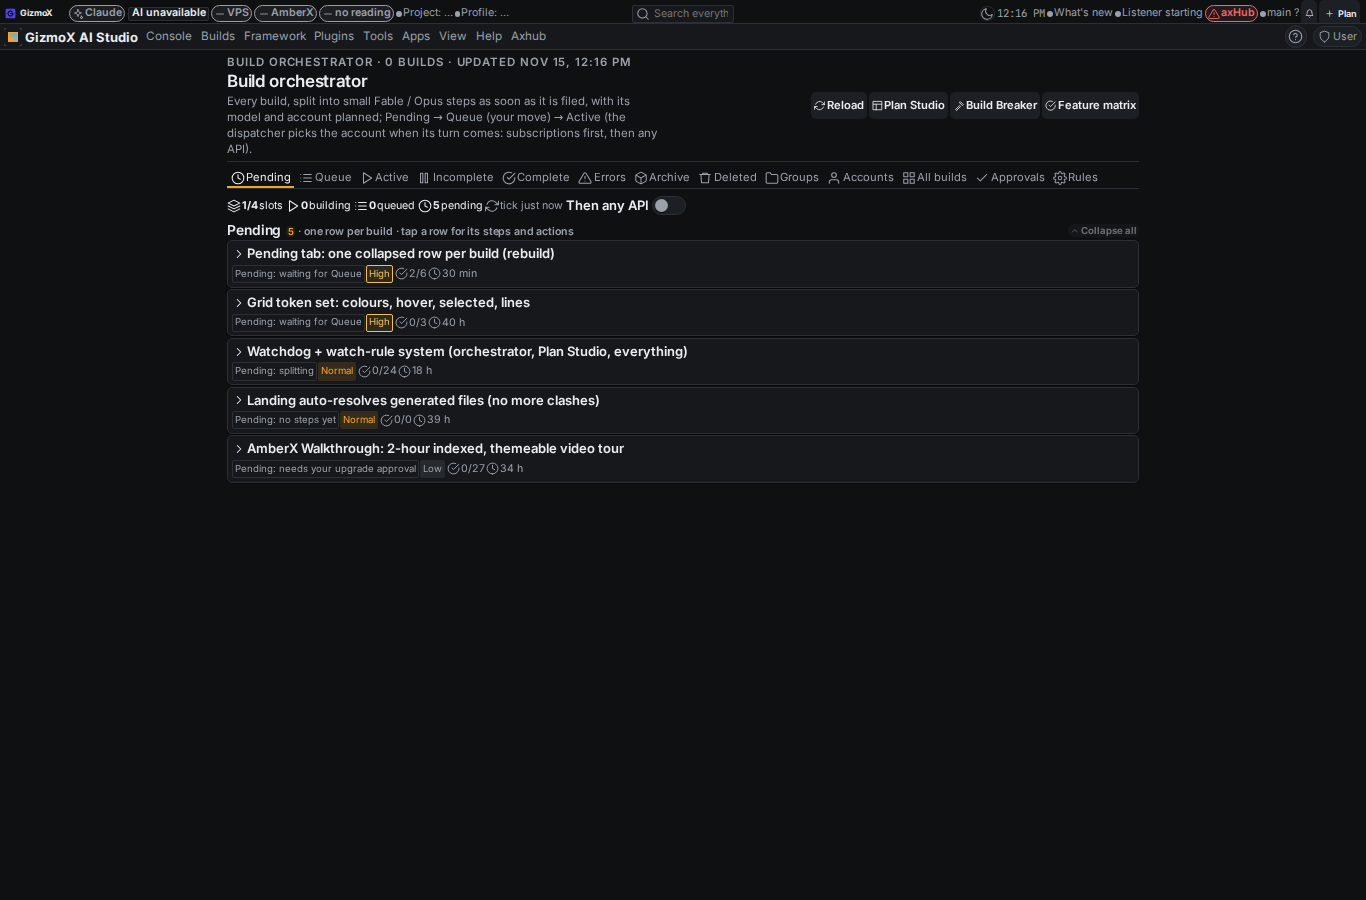 GizmoX Claude AI unavailable VPS AmberX no reading Project: ... Profile: ... Search everyth 12:16 PM What's new Listener starting axHub main ? Plan
GizmoX AI Studio Console Builds Framework Plugins Tools Apps View Help Axhub User
BUILD ORCHESTRATOR · 0 BUILDS · UPDATED NOV 15, 12:16 PM
Build orchestrator
Every build, split into small Fable / Opus steps as soon as it is filed, with its
model and account planned; Pending → Queue (your move) → Active (the
dispatcher picks the account when its turn comes: subscriptions first, then any
API).
Reload Plan Studio Build Breaker Feature matrix
Pending Queue Active Incomplete Complete Errors Archive Deleted Groups Accounts All builds Approvals Rules
1/4 slots 0 building 0 queued 5 pending tick just now Then any API
Pending 5 · one row per build · tap a row for its steps and actions Collapse all
Pending tab: one collapsed row per build (rebuild)
Pending: waiting for Queue High 2/6 30 min
Grid token set: colours, hover, selected, lines
Pending: waiting for Queue High 0/3 40 h
Watchdog + watch-rule system (orchestrator, Plan Studio, everything)
Pending: splitting Normal 0/24 18 h
Landing auto-resolves generated files (no more clashes)
Pending: no steps yet Normal 0/0 39 h
AmberX Walkthrough: 2-hour indexed, themeable video tour
Pending: needs your upgrade approval Low 0/27 34 h